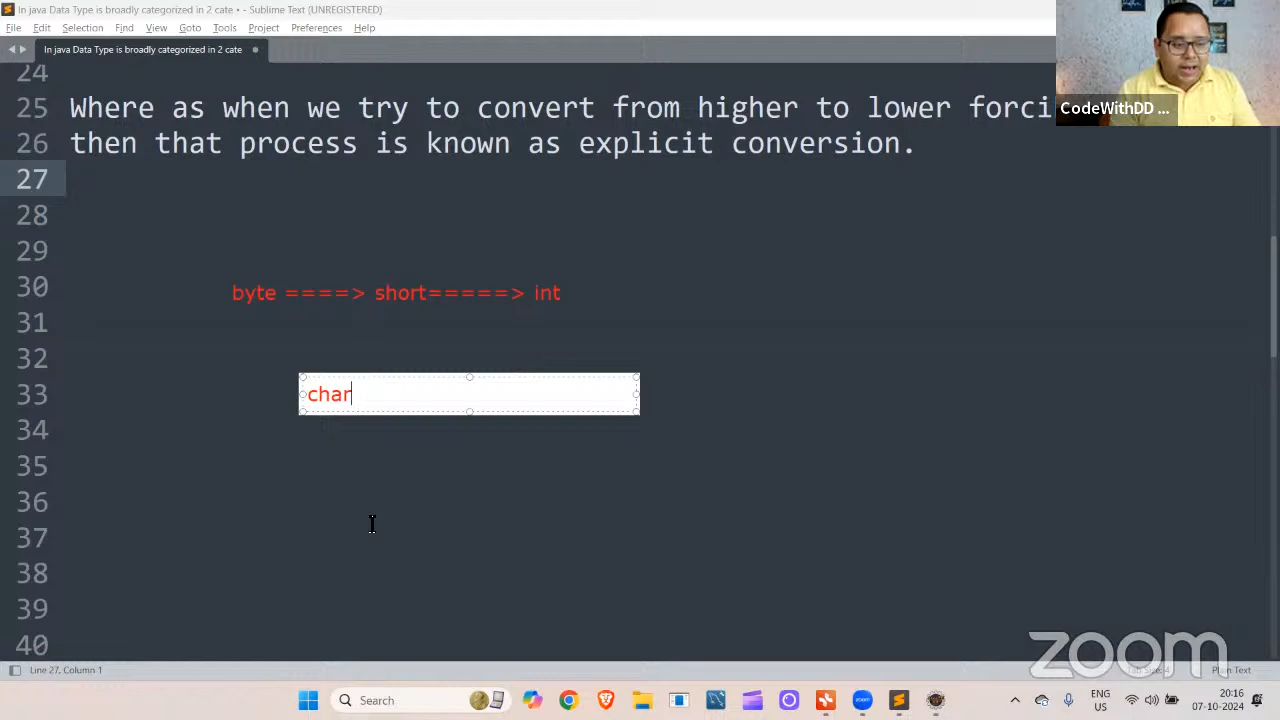 In java Data Type is broadly categorized in 2 cate • - Sublime Text (UNREGISTERED)
File Edit Selection Find View Goto Tools Project Preferences Help
In java Data Type is broadly categorized in 2 cate
24
25 Where as when we try to convert from higher to lower forci
26 then that process is known as explicit conversion.
27
28
29
30 byte ====> short=====> int
31
32
33 char
34
35
36
37
38
39
40
CodeWithDD ...
zoom
Line 27, Column 1 Tab Size: 4 Plain Text
Search ENG US 20:16 07-10-2024